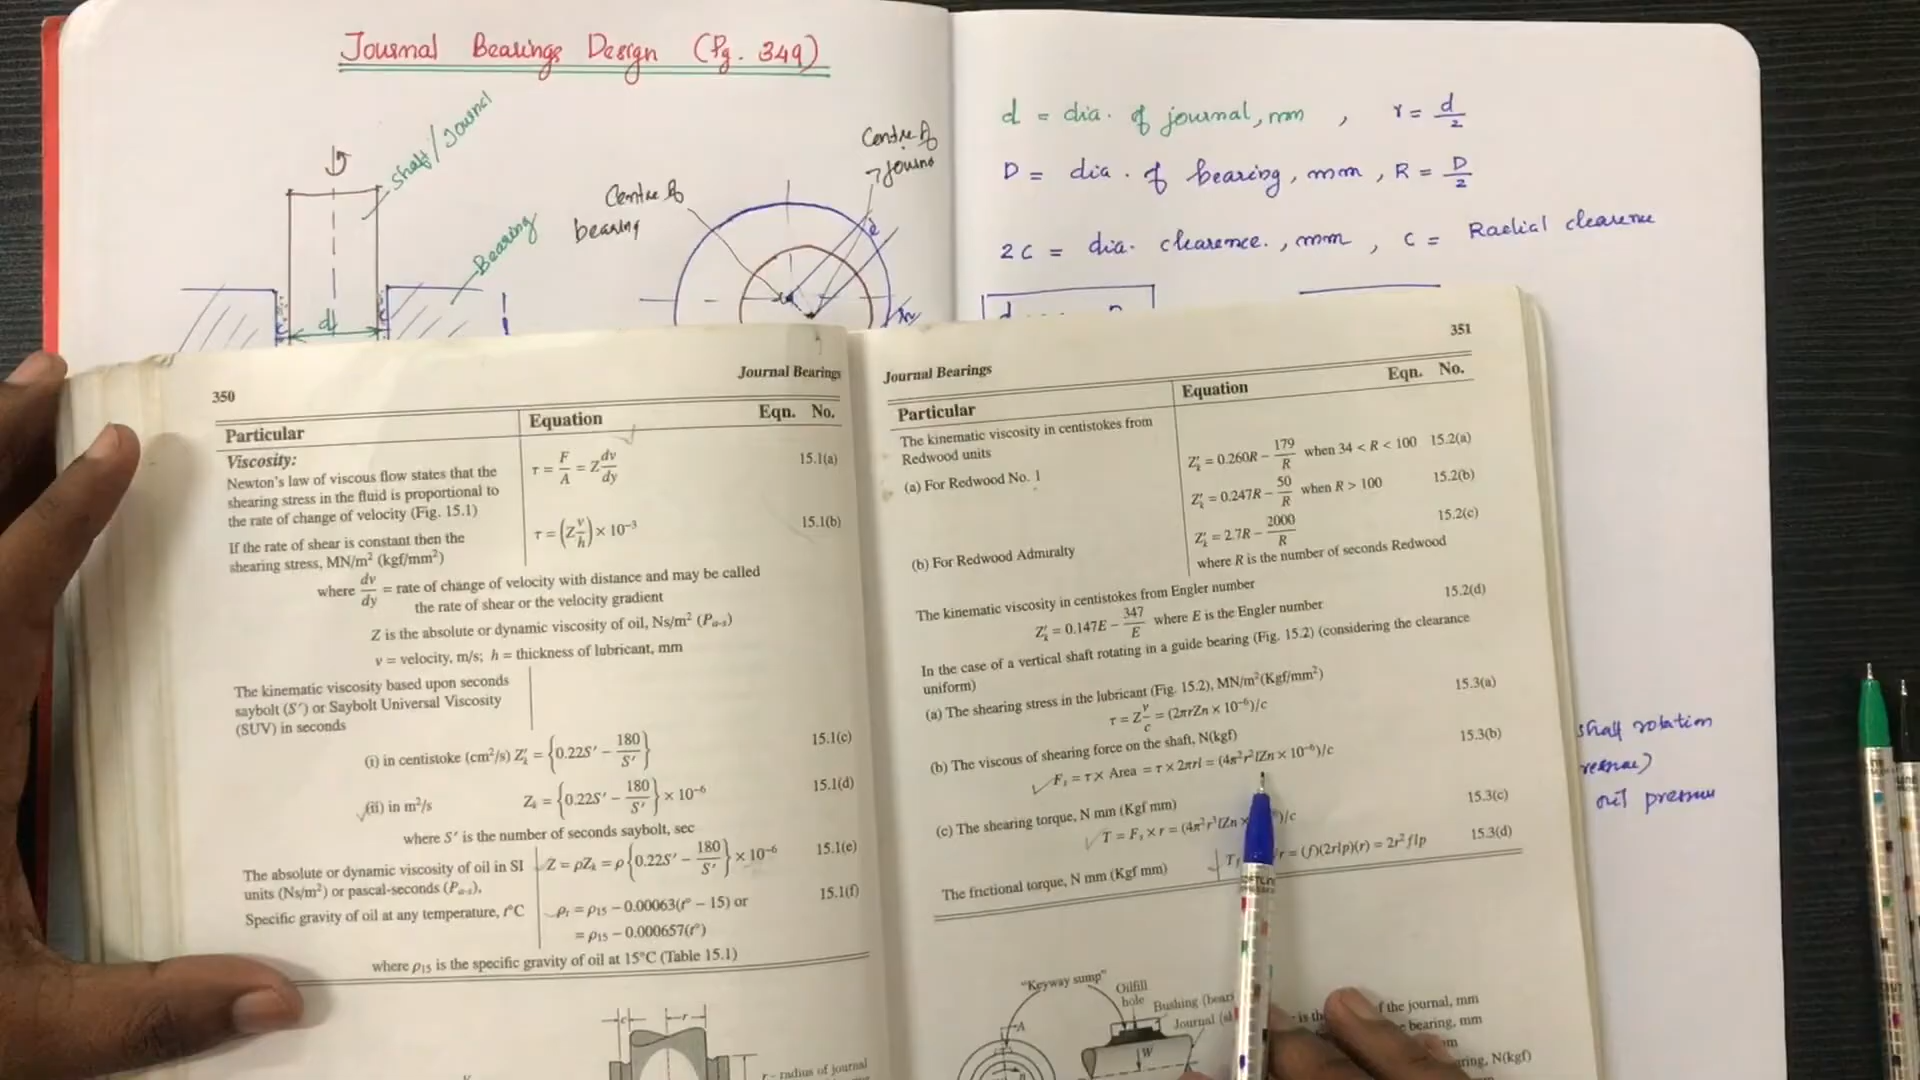 Journal Bearings Design (Pg. 349)
Shaft/Journal
Bearing
d
Centre of
bearing
Centre of
e
d = dia. of journal, mm , r = d/2
D = dia. of bearing, mm , R = D/2
2C = dia. clearence., mm , C = Radial clearence
350
Journal Bearings
Particular
Equation
Eqn. No.
Viscosity:
Newton's law of viscous flow states that the
shearing stress in the fluid is proportional to
the rate of change of velocity (Fig. 15.1)
τ = F/A = Z dv/dy
15.1(a)
If the rate of shear is constant then the
shearing stress, MN/m² (kgf/mm²)
τ = (Z v/h) × 10⁻³
15.1(b)
where dv/dy = rate of change of velocity with distance and may be called
the rate of shear or the velocity gradient
Z is the absolute or dynamic viscosity of oil, Ns/m² (Pa-s)
v = velocity, m/s; h = thickness of lubricant, mm
The kinematic viscosity based upon seconds
saybolt (S') or Saybolt Universal Viscosity
(SUV) in seconds
(i) in centistoke (cm²/s) Z'k = {0.22S' − 180/S'}
15.1(c)
(ii) in m²/s Zk = {0.22S' − 180/S'} × 10⁻⁶
15.1(d)
where S' is the number of seconds saybolt, sec
The absolute or dynamic viscosity of oil in SI
units (Ns/m²) or pascal-seconds (Pa-s),
Z = ρZk = ρ{0.22S' − 180/S'} × 10⁻⁶
15.1(e)
Specific gravity of oil at any temperature, t°C
ρt = ρ15 − 0.00063(t° − 15) or
15.1(f)
= ρ15 − 0.000657(t°)
where ρ15 is the specific gravity of oil at 15°C (Table 15.1)
c
r
r – radius of journal
351
Journal Bearings
Particular
Equation
Eqn. No.
The kinematic viscosity in centistokes from
Redwood units
(a) For Redwood No. 1
Z'k = 0.260R − 179/R when 34 < R < 100 15.2(a)
Z'k = 0.247R − 50/R when R > 100 15.2(b)
(b) For Redwood Admiralty
Z'k = 2.7R − 2000/R 15.2(c)
where R is the number of seconds Redwood
The kinematic viscosity in centistokes from Engler number
Z'k = 0.147E − 347/E where E is the Engler number
15.2(d)
In the case of a vertical shaft rotating in a guide bearing (Fig. 15.2) (considering the clearance
uniform)
(a) The shearing stress in the lubricant (Fig. 15.2), MN/m²(Kgf/mm²)
τ = Z v/c = (2πrZn × 10⁻⁶)/c
15.3(a)
(b) The viscous of shearing force on the shaft, N(kgf)
Fs = τ × Area = τ × 2πrl = (4π²r²lZn × 10⁻⁶)/c
15.3(b)
(c) The shearing torque, N mm (Kgf mm)
T = Fs × r = (4π²r³lZn × )/c
15.3(c)
The frictional torque, N mm (Kgf mm)
r = (f)(2rlp)(r) = 2r²flp
15.3(d)
"Keyway sump"
Oilfill
hole
Bushing (bear
Journal (s
A
W
f the journal, mm
e bearing, mm
aring, N(kgf)
shaft rotation
oil pressure